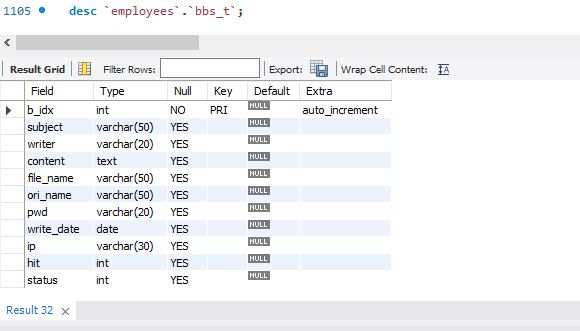 1105 desc `employees`.`bbs_t`;
Result Grid Filter Rows: Export: Wrap Cell Content: IA
Field Type Null Key Default Extra
b_idx int NO PRI NULL auto_increment
subject varchar(50) YES NULL
writer varchar(20) YES NULL
content text YES NULL
file_name varchar(50) YES NULL
ori_name varchar(50) YES NULL
pwd varchar(20) YES NULL
write_date date YES NULL
ip varchar(30) YES NULL
hit int YES NULL
status int YES NULL
Result 32 ×